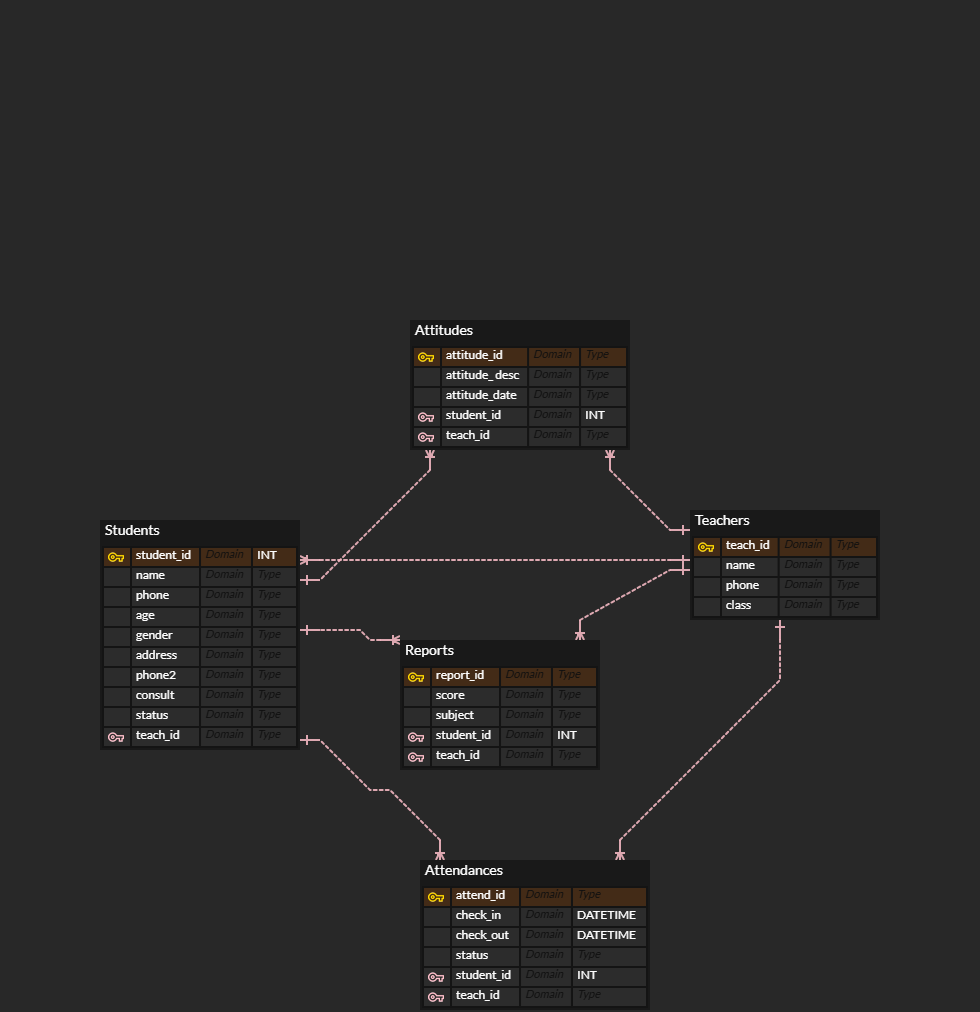 Attitudes
attitude_id Domain Type
attitude_desc Domain Type
attitude_date Domain Type
student_id Domain INT
teach_id Domain Type
Students
student_id Domain INT
name Domain Type
phone Domain Type
age Domain Type
gender Domain Type
address Domain Type
phone2 Domain Type
consult Domain Type
status Domain Type
teach_id Domain Type
Teachers
teach_id Domain Type
name Domain Type
phone Domain Type
class Domain Type
Reports
report_id Domain Type
score Domain Type
subject Domain Type
student_id Domain INT
teach_id Domain Type
Attendances
attend_id Domain Type
check_in Domain DATETIME
check_out Domain DATETIME
status Domain Type
student_id Domain INT
teach_id Domain Type